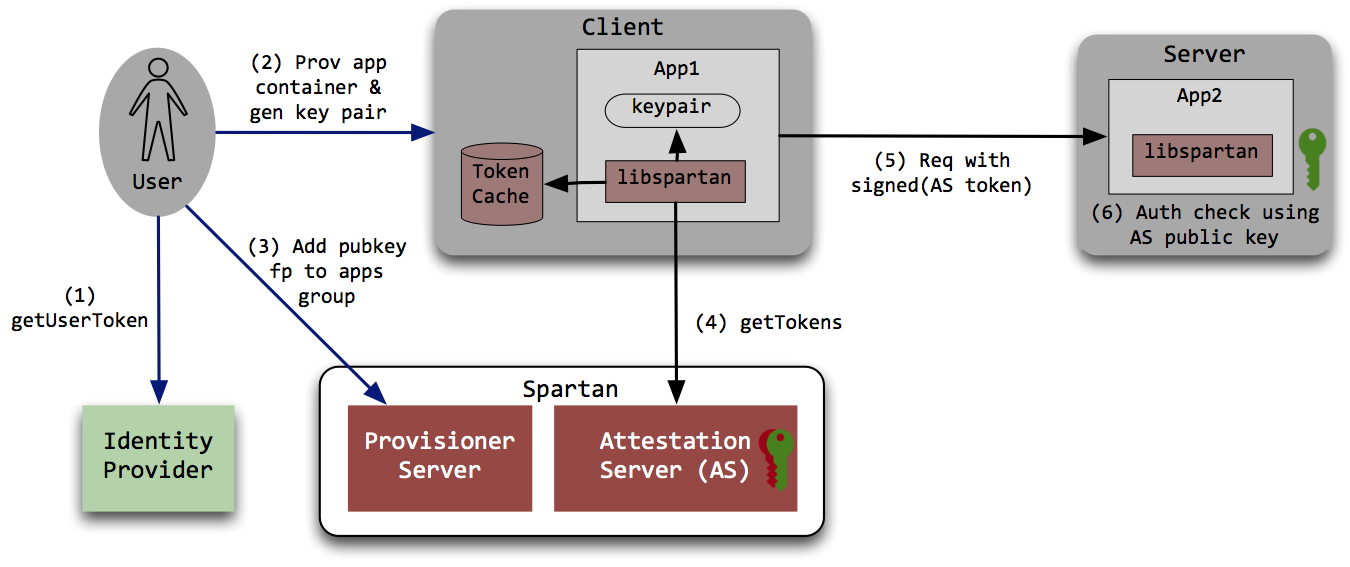 Client
Server
(2) Prov app
container &
gen key pair
App1
keypair
libspartan
Token
Cache
User
(5) Req with
signed(AS token)
App2
libspartan
(6) Auth check using
AS public key
(3) Add pubkey
fp to apps
group
(1)
getUserToken
(4) getTokens
Spartan
Identity
Provider
Provisioner
Server
Attestation
Server (AS)